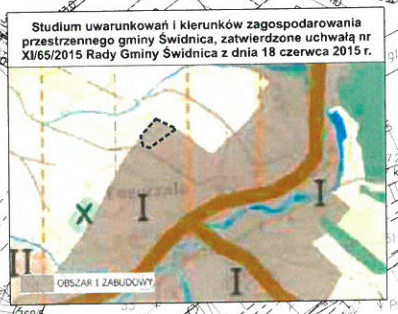 Studium uwarunkowań i kierunków zagospodarowania
przestrzennego gminy Świdnica, zatwierdzone uchwałą nr
XI/65/2015 Rady Gminy Świdnica z dnia 18 czerwca 2015 r.
X
I
I
II
OBSZAR I ZABUDOWY
I